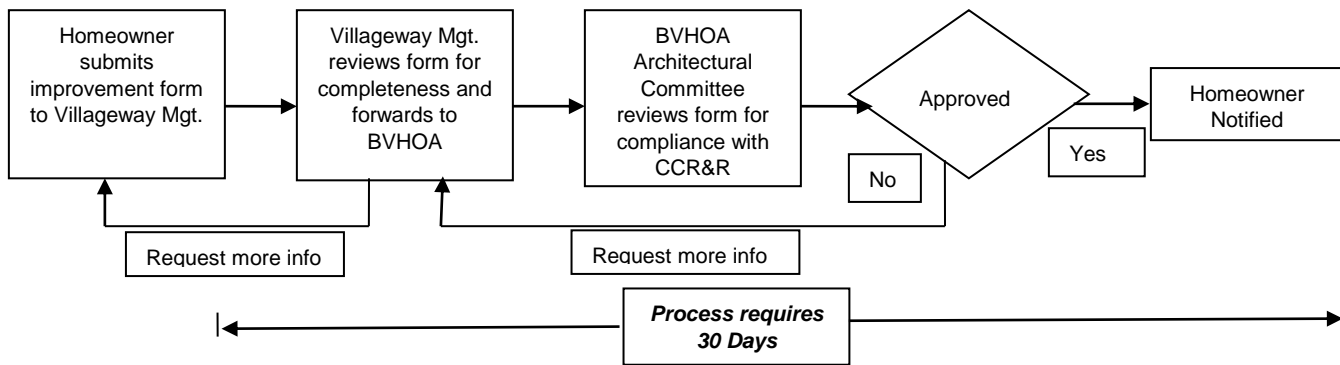 Homeowner
submits
improvement form
to Villageway Mgt.
Villageway Mgt.
reviews form for
completeness and
forwards to
BVHOA
BVHOA
Architectural
Committee
reviews form for
compliance with
CCR&R
Approved
Homeowner
Notified
Yes
No
Request more info
Request more info
Process requires
30 Days